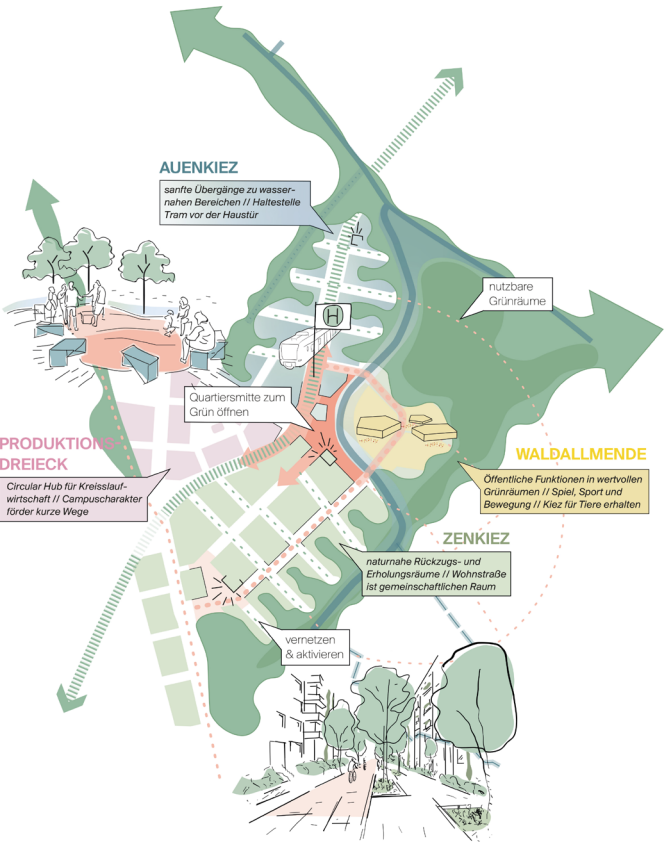 AUENKIEZ
sanfte Übergänge zu wasser-
nahen Bereichen // Haltestelle
Tram vor der Haustür
nutzbare
Grünräume
H
Quartiersmitte zum
Grün öffnen
PRODUKTIONS-
DREIECK
Circular Hub für Kreisslauf-
wirtschaft // Campuscharakter
förder kurze Wege
WALDALLMENDE
Öffentliche Funktionen in wertvollen
Grünräumen // Spiel, Sport und
Bewegung // Kiez für Tiere erhalten
ZENKIEZ
naturnahe Rückzugs- und
Erholungsräume // Wohnstraße
ist gemeinschaftlichen Raum
vernetzen
& aktivieren